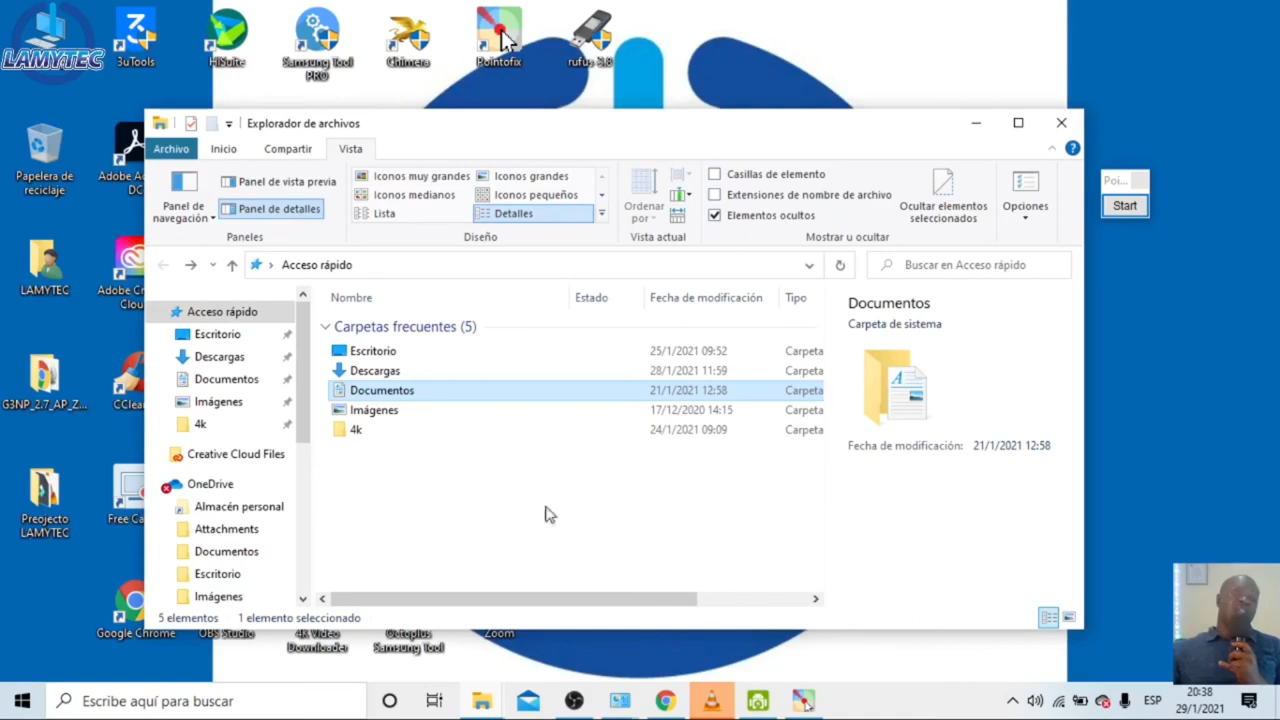 LAMYTEC
3uTools
HiSuite
Samsung Tool
PRO
Chimera
Pointofix
rufus-3.8
Papelera de
reciclaje
Adobe A
DC
LAMYTEC
Adobe C
Clou
G3NP_2.7_AP_Z...
CClea
Preojecto
LAMYTEC
Free Ca
Google Chrome
OBS Studio
4K Video
Downloader
Octoplus
Samsung Tool
Zoom
Explorador de archivos
Archivo
Inicio
Compartir
Vista
Panel de
navegación
Panel de vista previa
Panel de detalles
Paneles
Iconos muy grandes
Iconos grandes
Iconos medianos
Iconos pequeños
Lista
Detalles
Diseño
Ordenar
por
Vista actual
Casillas de elemento
Extensiones de nombre de archivo
Elementos ocultos
Ocultar elementos
seleccionados
Mostrar u ocultar
Opciones
Poi...
Start
Acceso rápido
Buscar en Acceso rápido
Acceso rápido
Escritorio
Descargas
Documentos
Imágenes
4k
Creative Cloud Files
OneDrive
Almacén personal
Attachments
Documentos
Escritorio
Imágenes
Nombre Estado Fecha de modificación Tipo
Carpetas frecuentes (5)
Escritorio 25/1/2021 09:52 Carpeta
Descargas 28/1/2021 11:59 Carpeta
Documentos 21/1/2021 12:58 Carpeta
Imágenes 17/12/2020 14:15 Carpeta
4k 24/1/2021 09:09 Carpeta
Documentos
Carpeta de sistema
Fecha de modificación: 21/1/2021 12:58
5 elementos 1 elemento seleccionado
Escribe aquí para buscar
ESP
20:38
29/1/2021